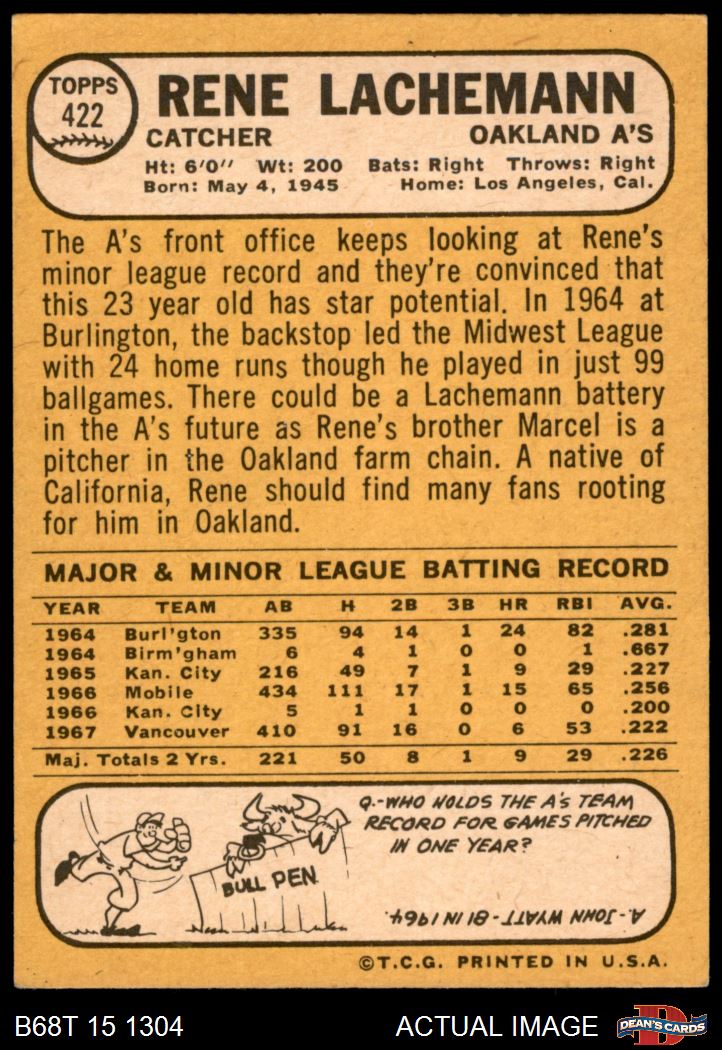 TOPPS
422
RENE LACHEMANN
CATCHER OAKLAND A'S
Ht: 6'0" Wt: 200 Bats: Right Throws: Right
Born: May 4, 1945 Home: Los Angeles, Cal.
The A's front office keeps looking at Rene's
minor league record and they're convinced that
this 23 year old has star potential. In 1964 at
Burlington, the backstop led the Midwest League
with 24 home runs though he played in just 99
ballgames. There could be a Lachemann battery
in the A's future as Rene's brother Marcel is a
pitcher in the Oakland farm chain. A native of
California, Rene should find many fans rooting
for him in Oakland.
MAJOR & MINOR LEAGUE BATTING RECORD
YEAR TEAM AB H 2B 3B HR RBI AVG.
1964 Burl'gton 335 94 14 1 24 82 .281
1964 Birm'gham 6 4 1 0 0 1 .667
1965 Kan. City 216 49 7 1 9 29 .227
1966 Mobile 434 111 17 1 15 65 .256
1966 Kan. City 5 1 1 0 0 0 .200
1967 Vancouver 410 91 16 0 6 53 .222
Maj. Totals 2 Yrs. 221 50 8 1 9 29 .226
Q.-WHO HOLDS THE A'S TEAM
RECORD FOR GAMES PITCHED
IN ONE YEAR?
BULL PEN
A.-JOHN WYATT-81 IN 1964.
©T.C.G. PRINTED IN U.S.A.
B68T 15 1304 ACTUAL IMAGE
D
DEAN'S CARDS